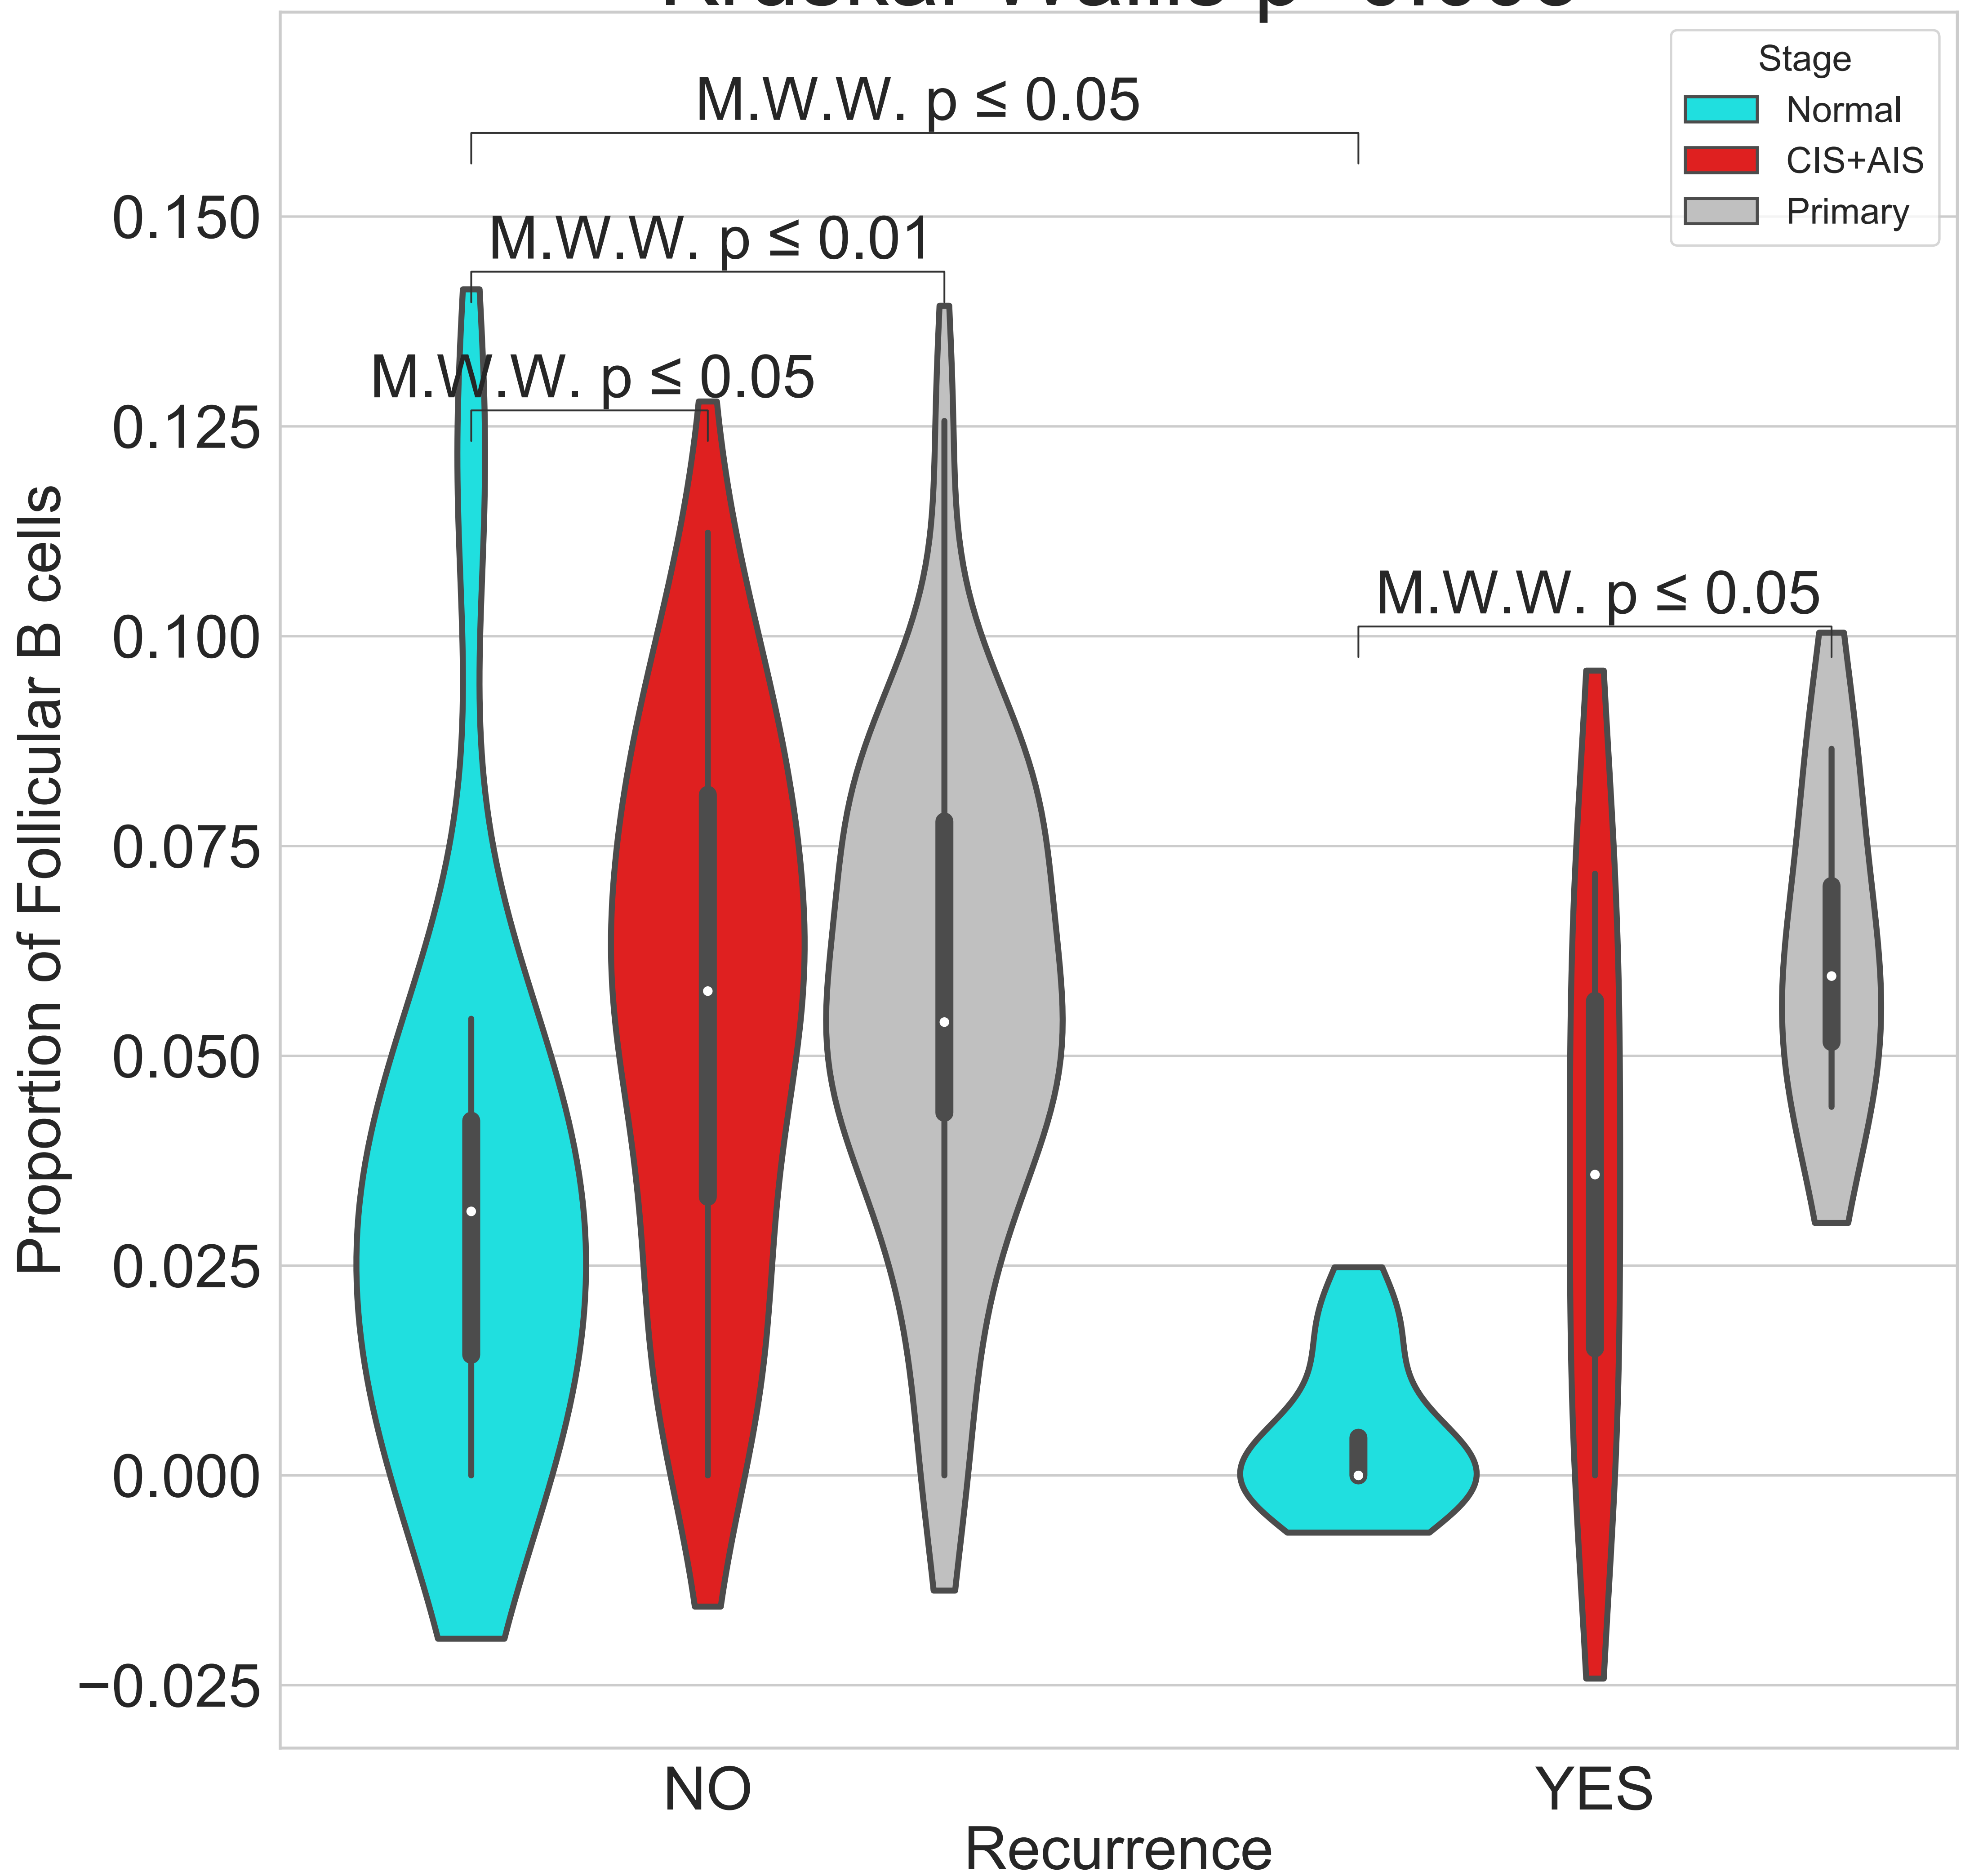 Stage
Normal
CIS+AIS
Primary
M.W.W. p ≤ 0.05
M.W.W. p ≤ 0.01
M.W.W. p ≤ 0.05
M.W.W. p ≤ 0.05
0.150
0.125
0.100
0.075
0.050
0.025
0.000
−0.025
Proportion of Follicular B cells
NO
YES
Recurrence